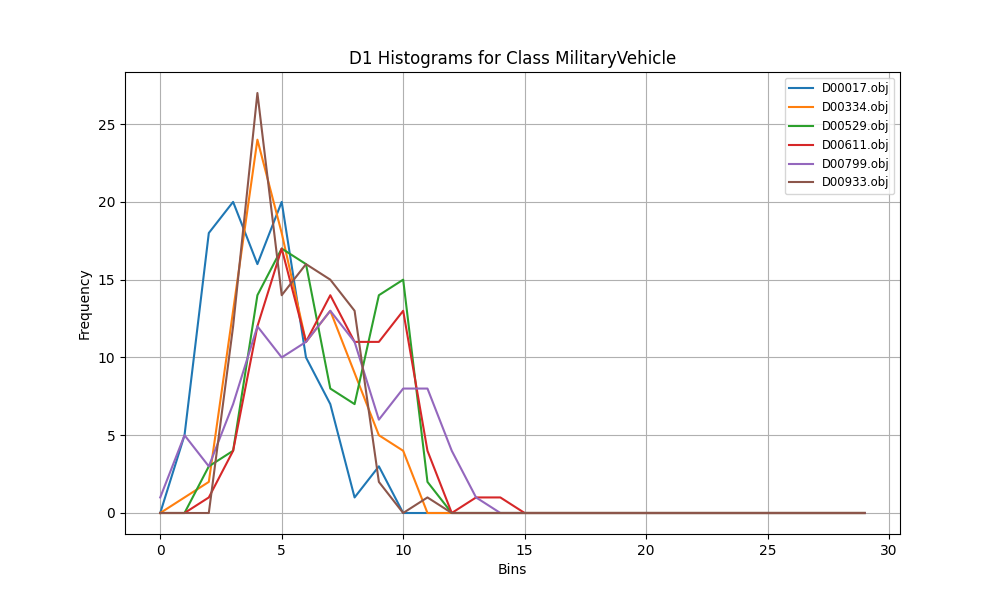 D1 Histograms for Class MilitaryVehicle
D00017.obj
D00334.obj
D00529.obj
D00611.obj
D00799.obj
D00933.obj
Frequency
25
20
15
10
5
0
0 5 10 15 20 25 30
Bins